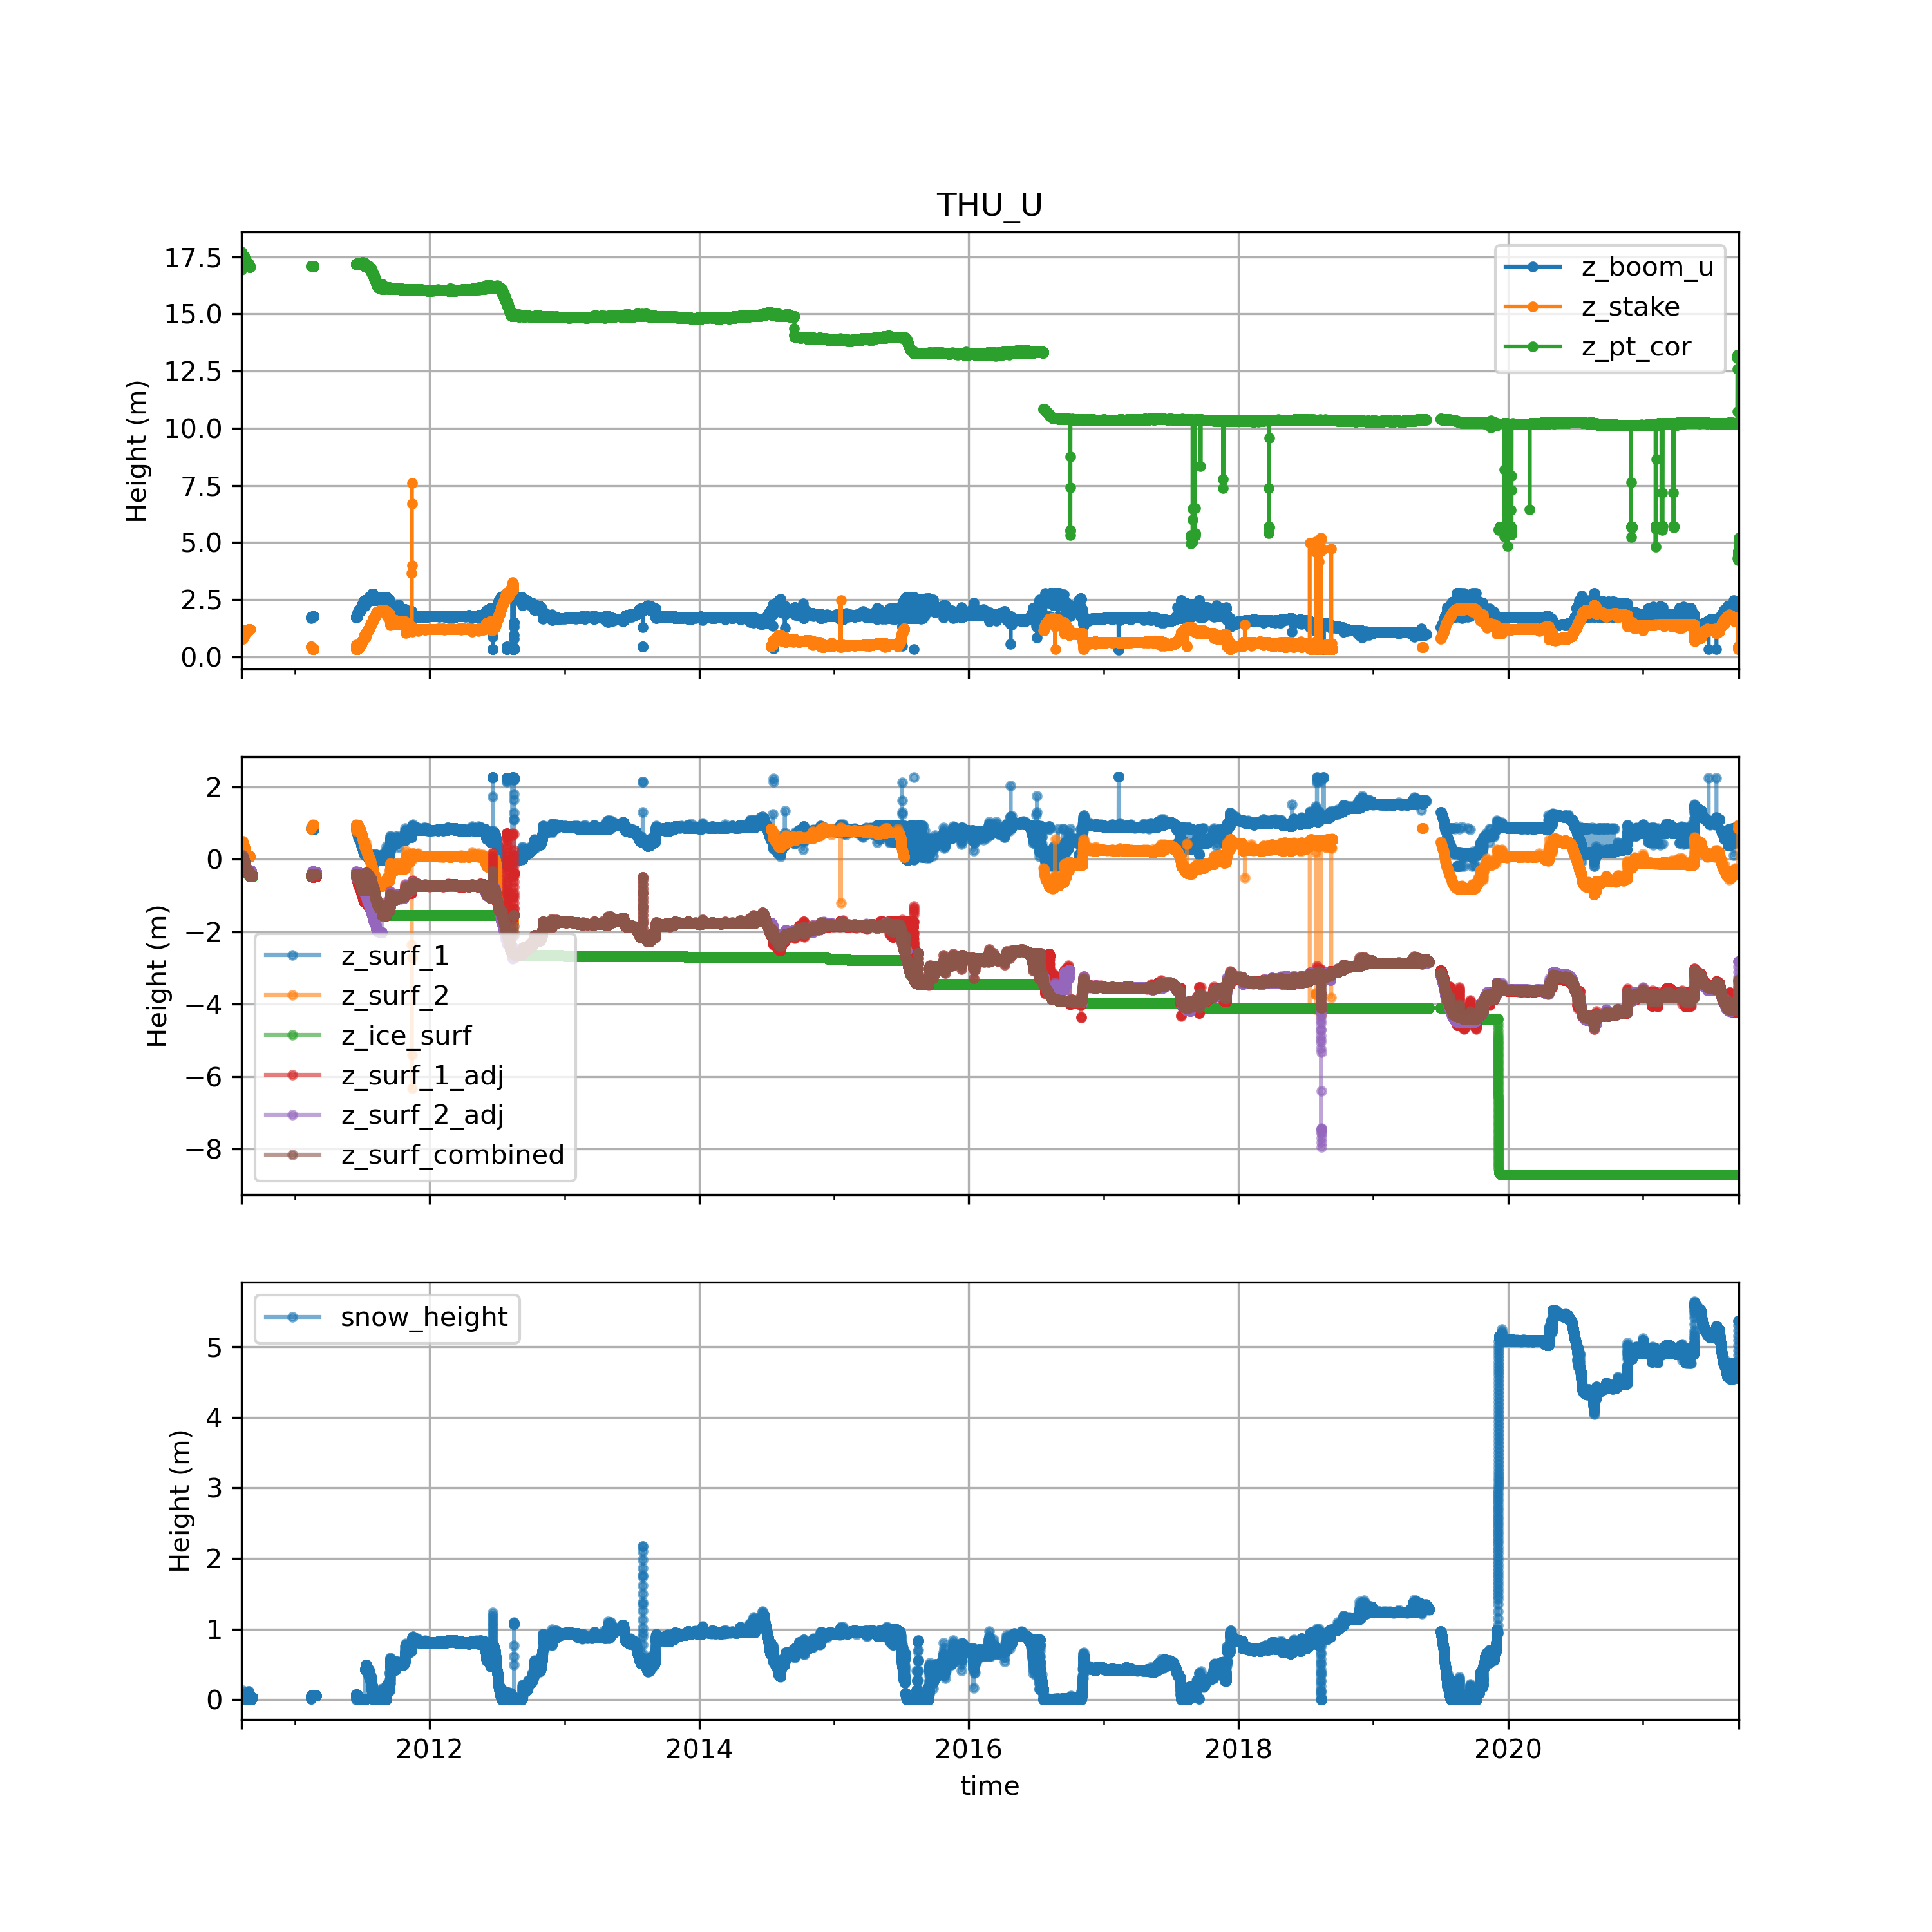 THU_U
17.5
15.0
12.5
10.0
7.5
5.0
2.5
0.0
Height (m)
z_boom_u
z_stake
z_pt_cor
2
0
−2
−4
−6
−8
Height (m)
z_surf_1
z_surf_2
z_ice_surf
z_surf_1_adj
z_surf_2_adj
z_surf_combined
5
4
3
2
1
0
Height (m)
snow_height
2012 2014 2016 2018 2020
time